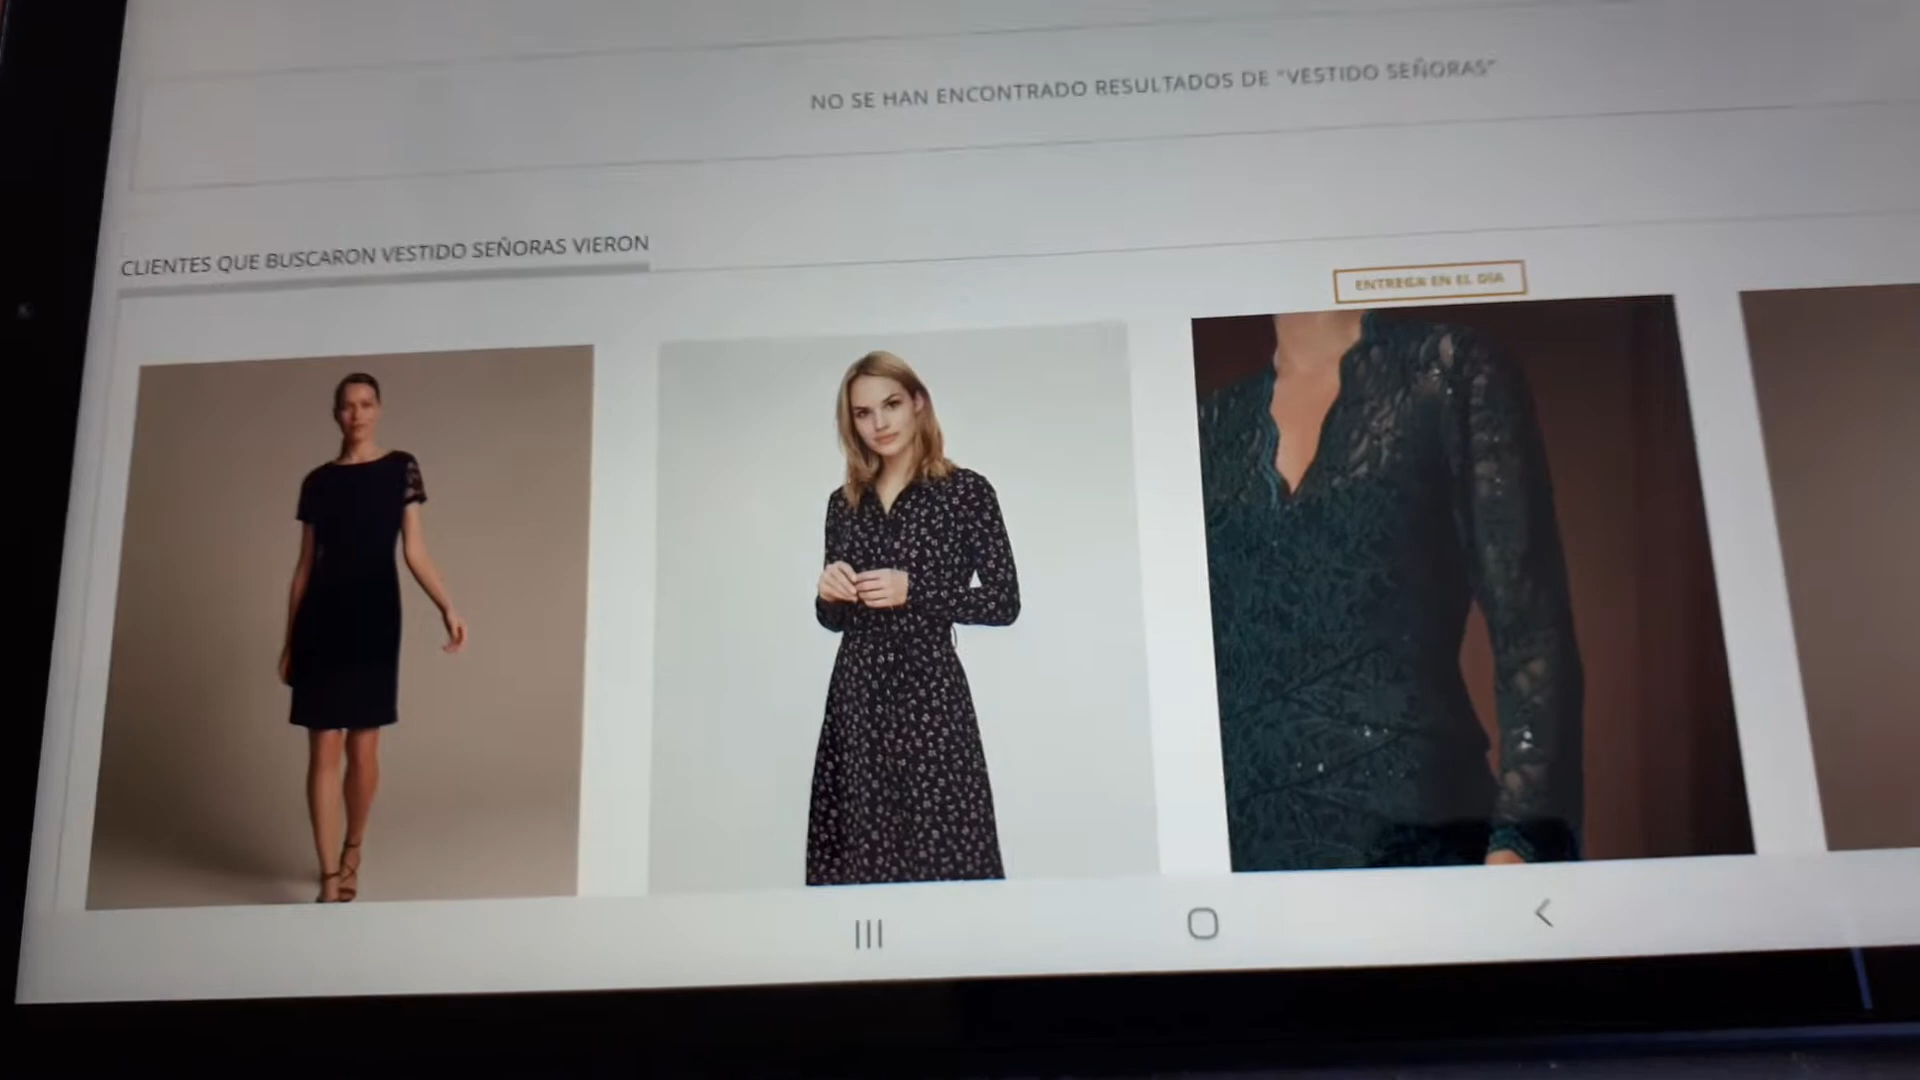 NO SE HAN ENCONTRADO RESULTADOS DE "VESTIDO SEÑORAS"
CLIENTES QUE BUSCARON VESTIDO SEÑORAS VIERON
ENTREGA EN EL DÍA